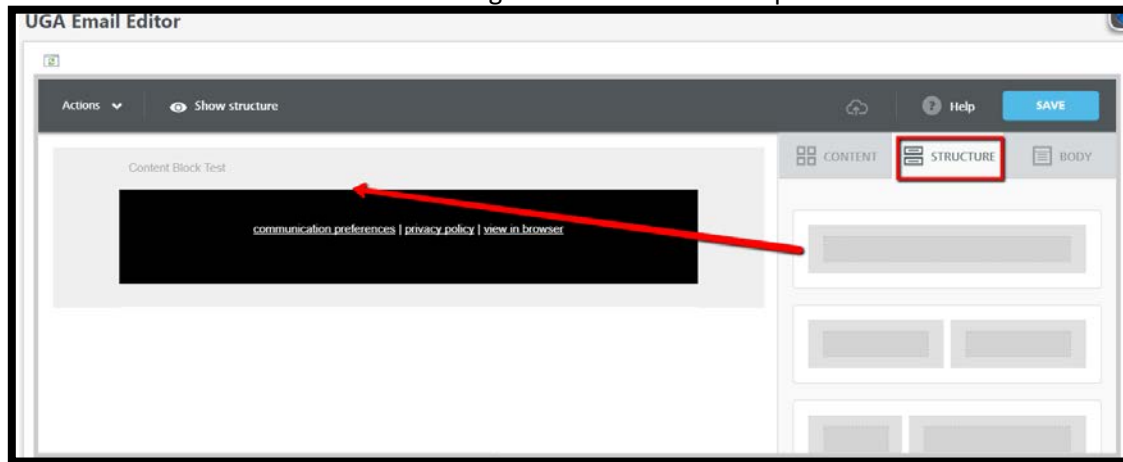 UGA Email Editor
Actions
Show structure
Help
SAVE
Content Block Test
CONTENT
STRUCTURE
BODY
communication preferences | privacy policy | view in browser